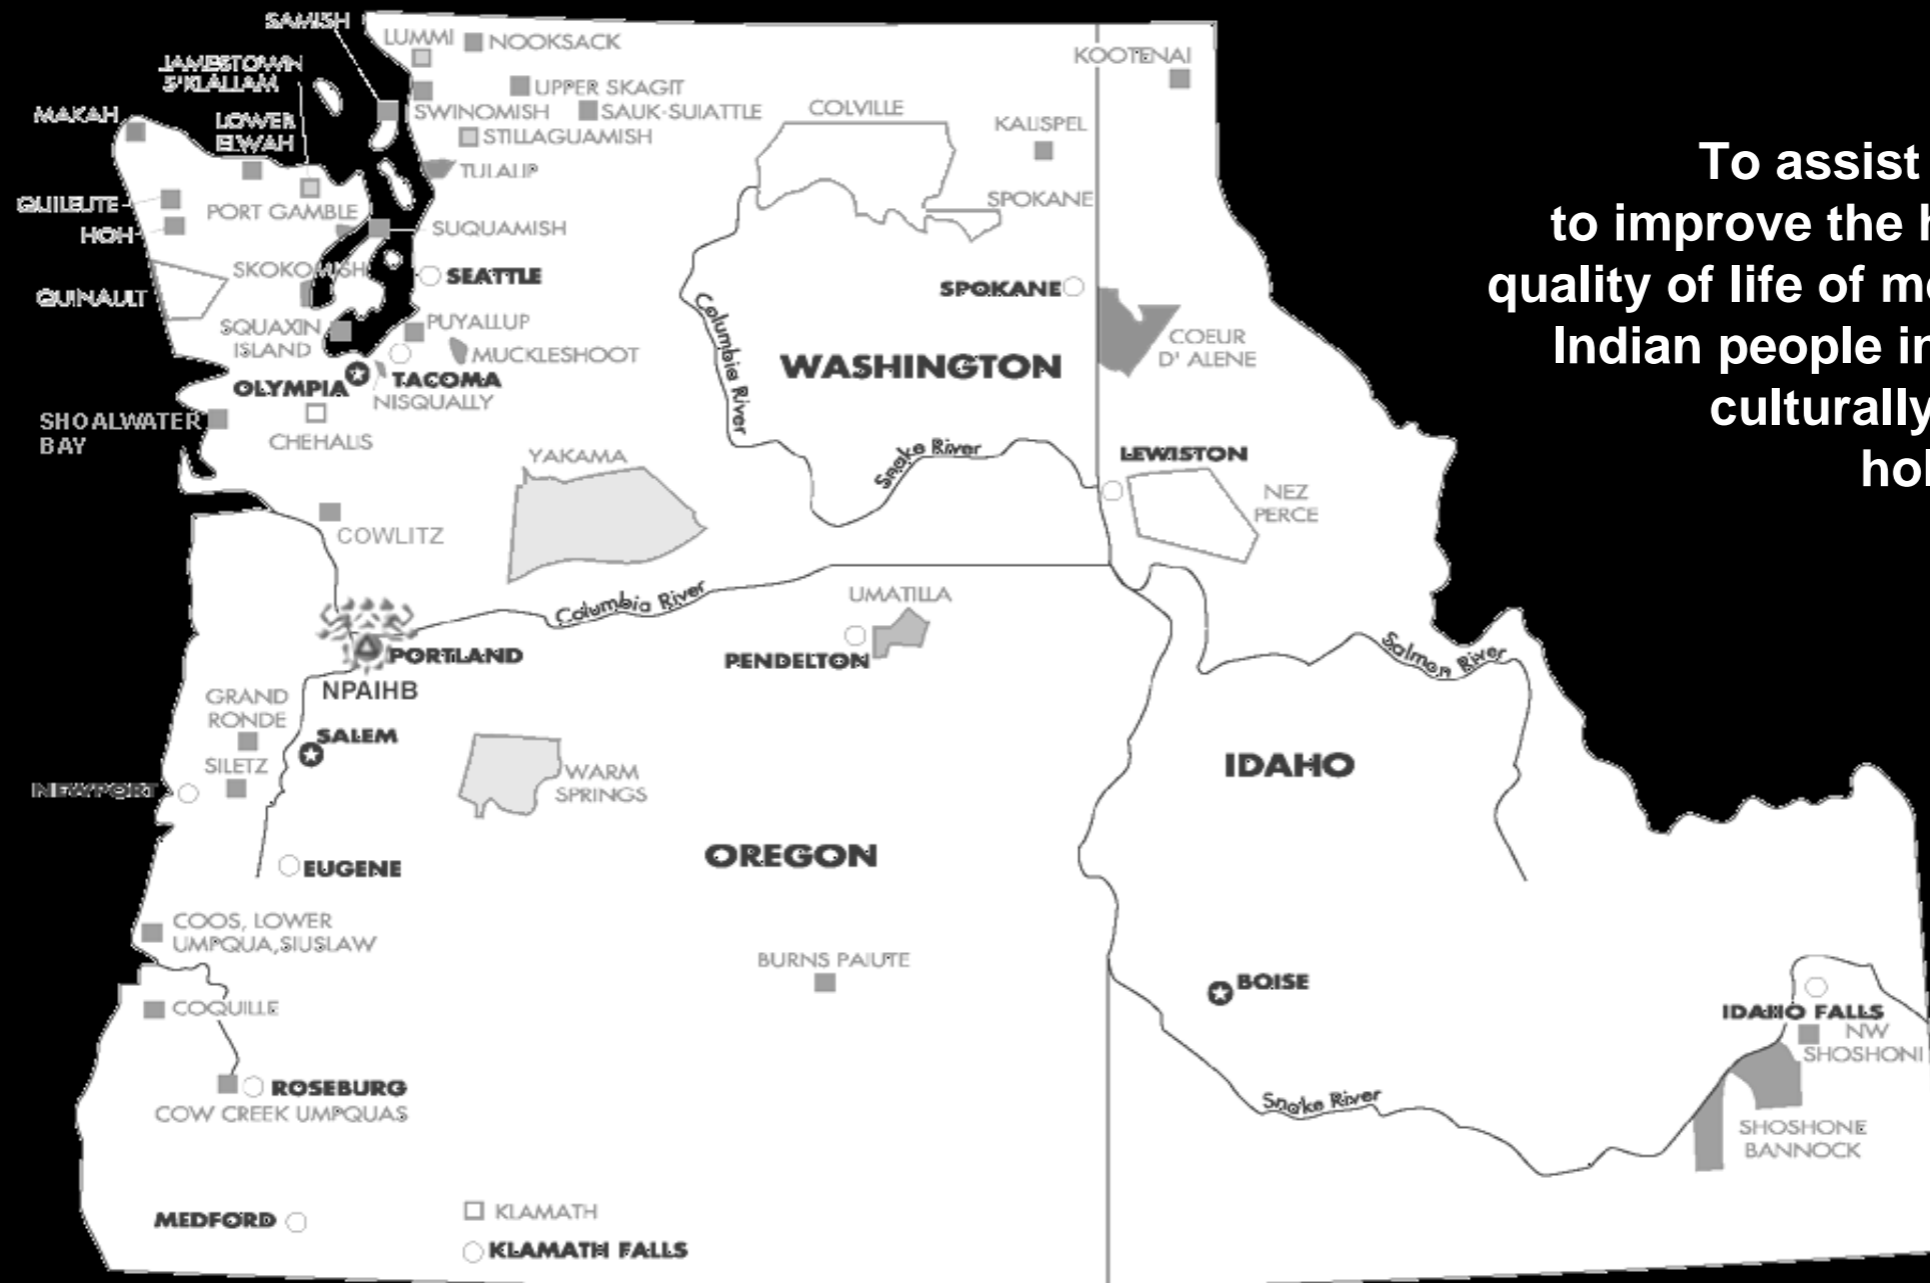 SAMISH
LUMMI
NOOKSACK
KOOTENAI
JAMESTOWN
S'KLALLAM
UPPER SKAGIT
MAKAH
LOWER
ELWAH
SWINOMISH
SAUK-SUIATTLE
COLVILLE
KALISPEL
STILLAGUAMISH
TULALIP
To assist
QUILEUTE
PORT GAMBLE
SPOKANE
HOH
SUQUAMISH
to improve the h
SKOKOMISH
SEATTLE
SPOKANE
quality of life of me
QUINAULT
SQUAXIN
ISLAND
PUYALLUP
MUCKLESHOOT
Columbia River
WASHINGTON
COEUR
D' ALENE
Indian people in
OLYMPIA
TACOMA
NISQUALLY
culturally
SHOALWATER
BAY
CHEHALIS
YAKAMA
Snake River
LEWISTON
hol
NEZ
PERCE
COWLITZ
Columbia River
UMATILLA
PORTLAND
PENDELTON
Salmon River
NPAIHB
GRAND
RONDE
SALEM
SILETZ
WARM
SPRINGS
IDAHO
NEWPORT
OREGON
EUGENE
COOS, LOWER
UMPQUA,SIUSLAW
BURNS PAIUTE
BOISE
COQUILLE
IDAHO FALLS
NW
SHOSHONI
ROSEBURG
COW CREEK UMPQUAS
Snake River
SHOSHONE
BANNOCK
MEDFORD
KLAMATH
KLAMATH FALLS